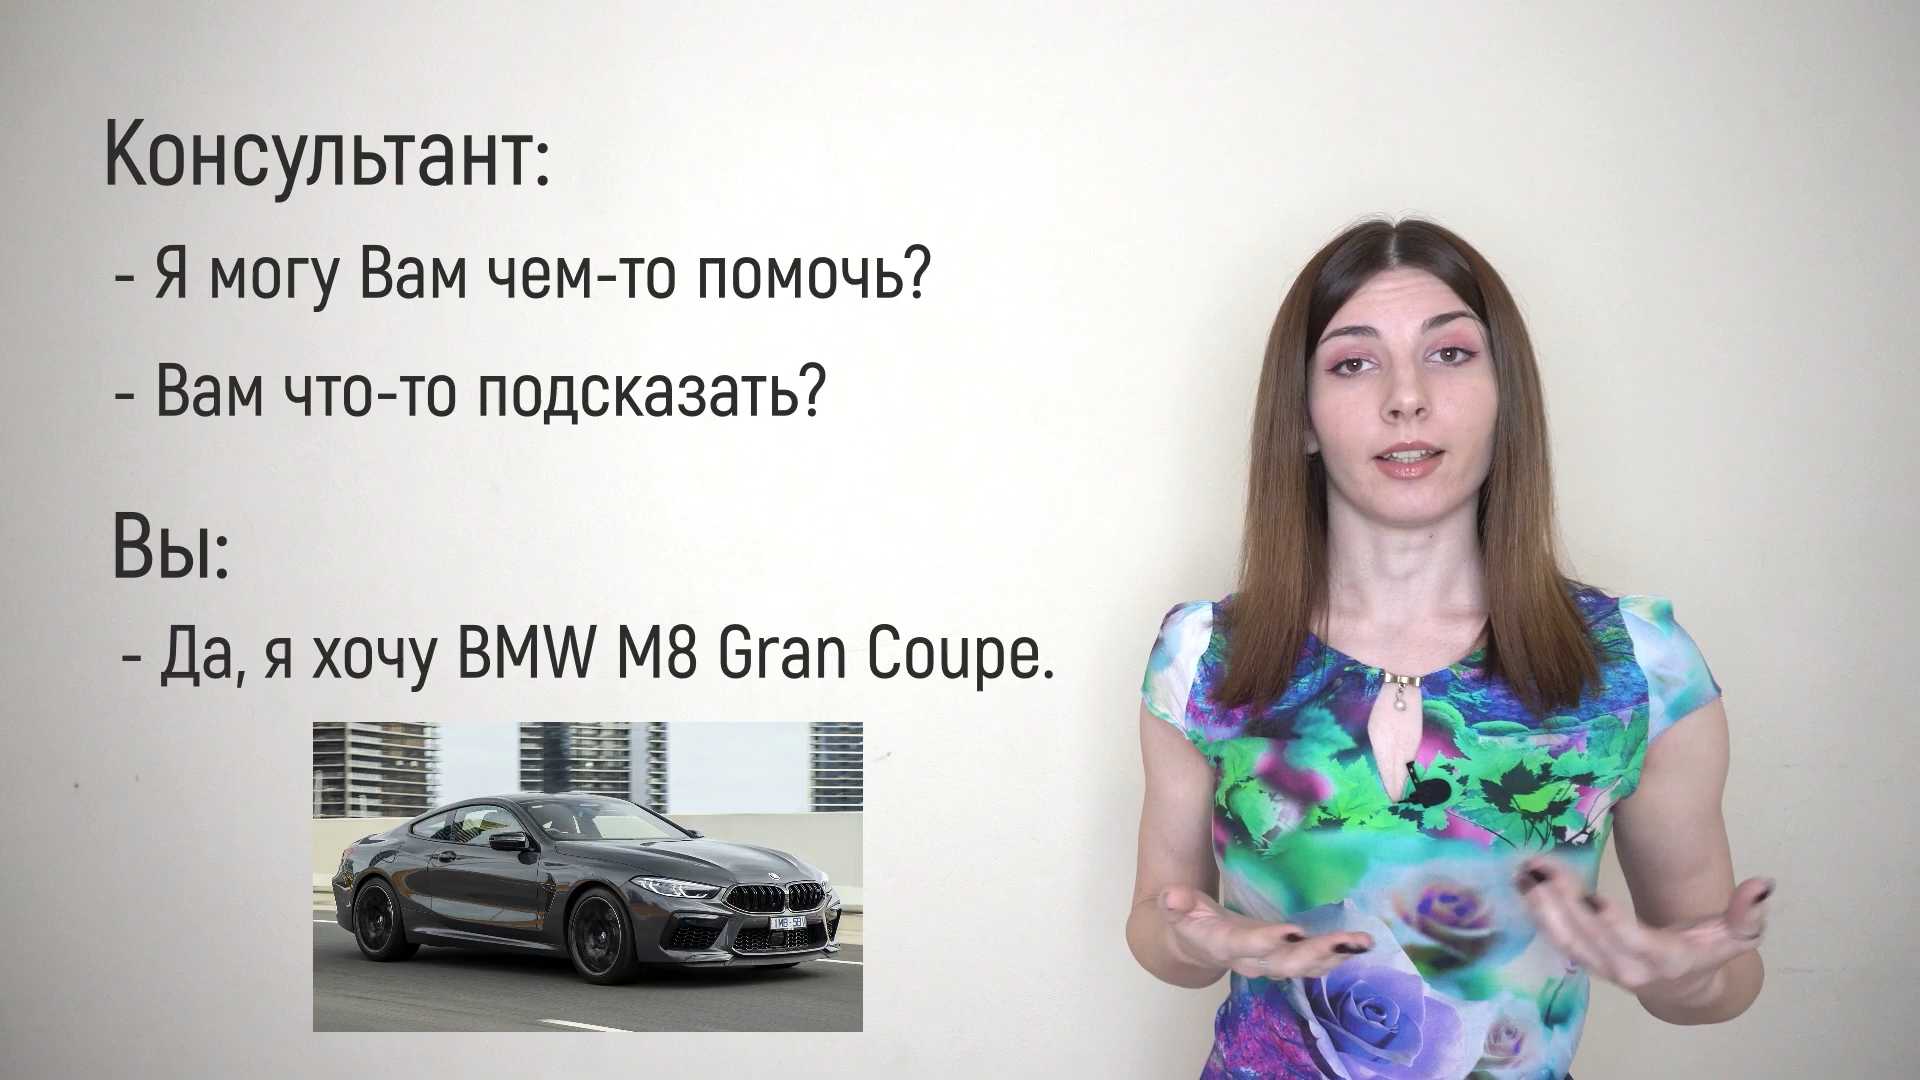 Консультант:
- Я могу Вам чем-то помочь?
- Вам что-то подсказать?
Вы:
- Да, я хочу BMW M8 Gran Coupe.